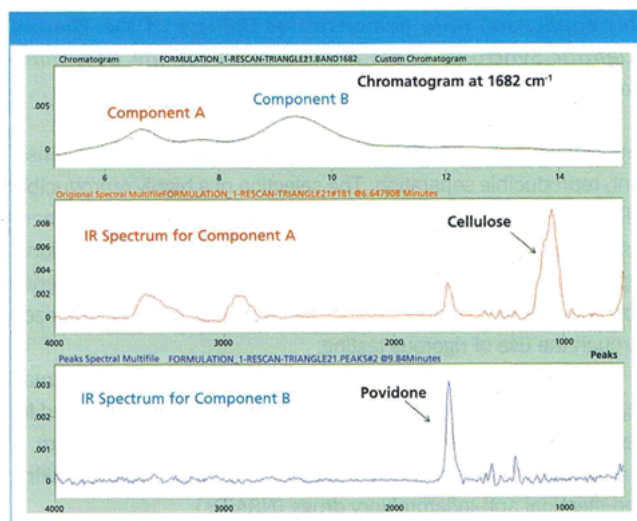 Chromatogram FORMULATION_1-RESCAN-TRIANGLE21.BAND1682 Custom Chromatogram
Chromatogram at 1682 cm⁻¹
Component A
Component B
.005
0
6 8 10 12 14
Origional Spectral MultifileFORMULATION_1-RESCAN-TRIANGLE21#181 @6.647908 Minutes
IR Spectrum for Component A
Cellulose
.008
.006
.004
.002
0
4000 3000 2000 1000
Peaks Spectral Multifile FORMULATION_1-RESCAN-TRIANGLE21.PEAKS#2 @9.84Minutes Peaks
IR Spectrum for Component B
Povidone
.003
.002
.001
0
4000 3000 2000 1000